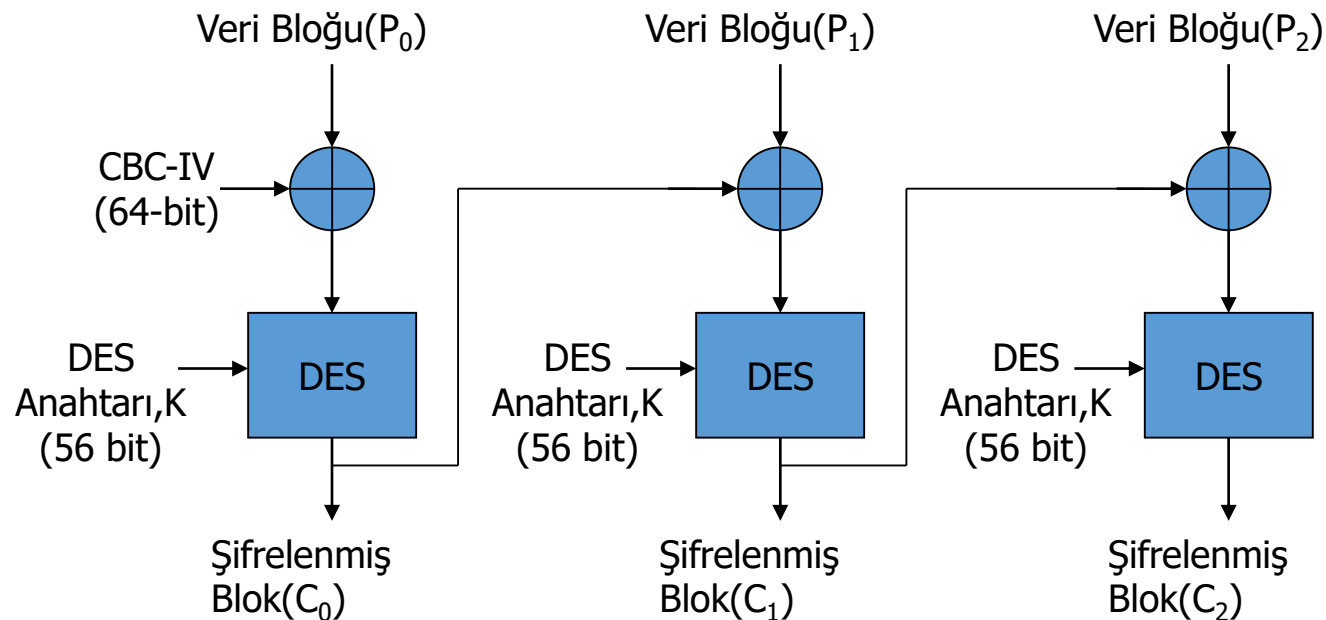 Veri Bloğu(P₀)
Veri Bloğu(P₁)
Veri Bloğu(P₂)
CBC-IV
(64-bit)
DES
Anahtarı,K
(56 bit)
DES
DES
Anahtarı,K
(56 bit)
DES
DES
Anahtarı,K
(56 bit)
DES
Şifrelenmiş
Blok(C₀)
Şifrelenmiş
Blok(C₁)
Şifrelenmiş
Blok(C₂)